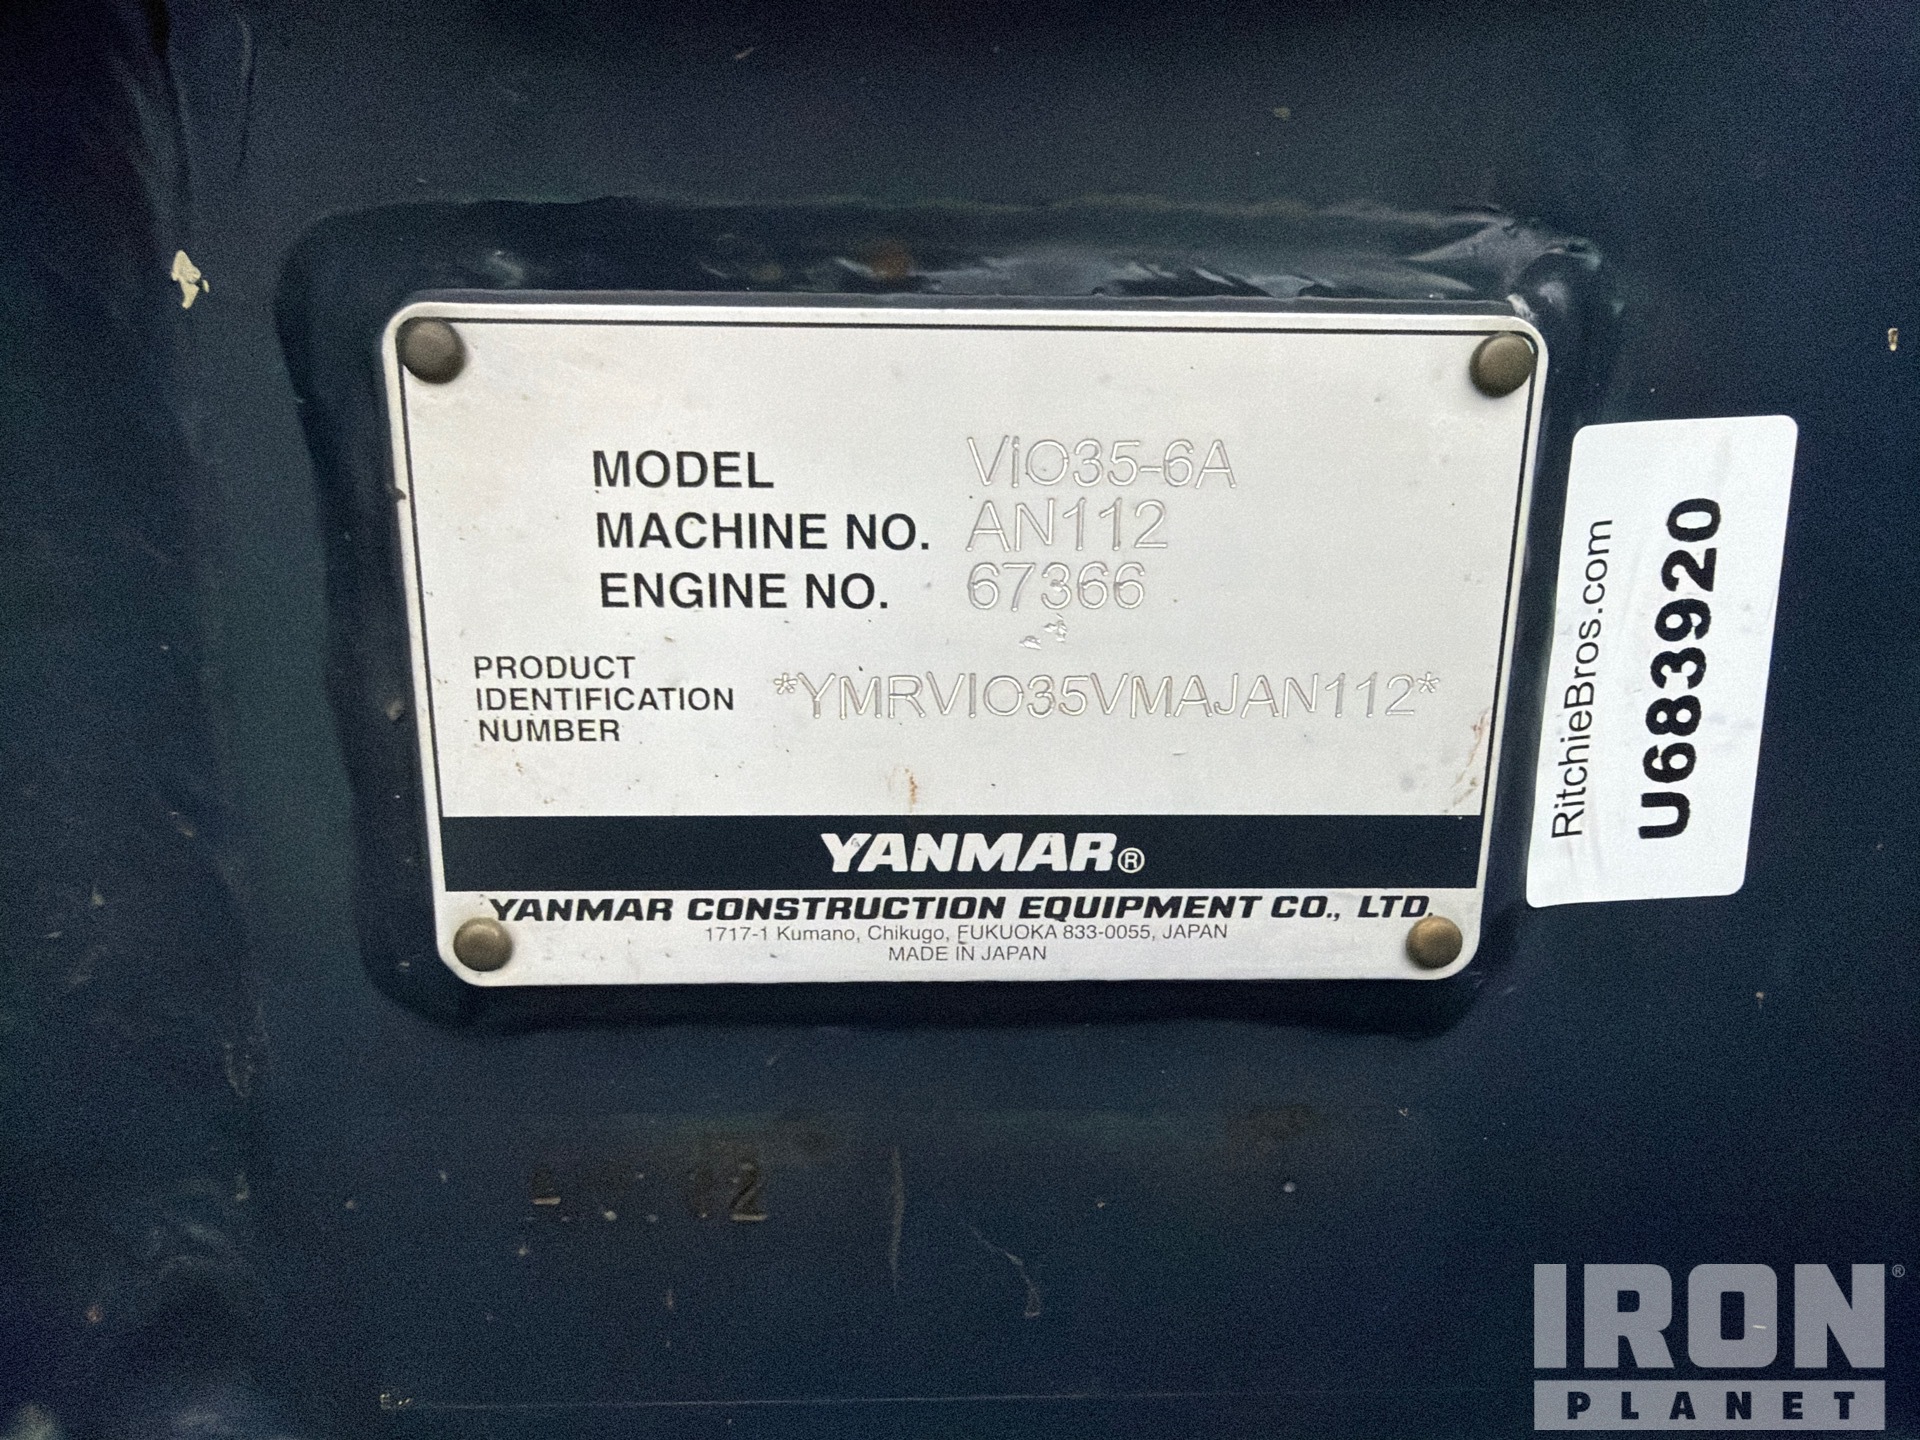 MODEL ViO35-6A
MACHINE NO. AN112
ENGINE NO. 67366
PRODUCT
IDENTIFICATION
NUMBER
*YMRVIO35VMAJAN112*
YANMAR®
YANMAR CONSTRUCTION EQUIPMENT CO., LTD.
1717-1 Kumano, Chikugo, FUKUOKA 833-0055, JAPAN
MADE IN JAPAN
RitchieBros.com
U683920
IRON®
PLANET